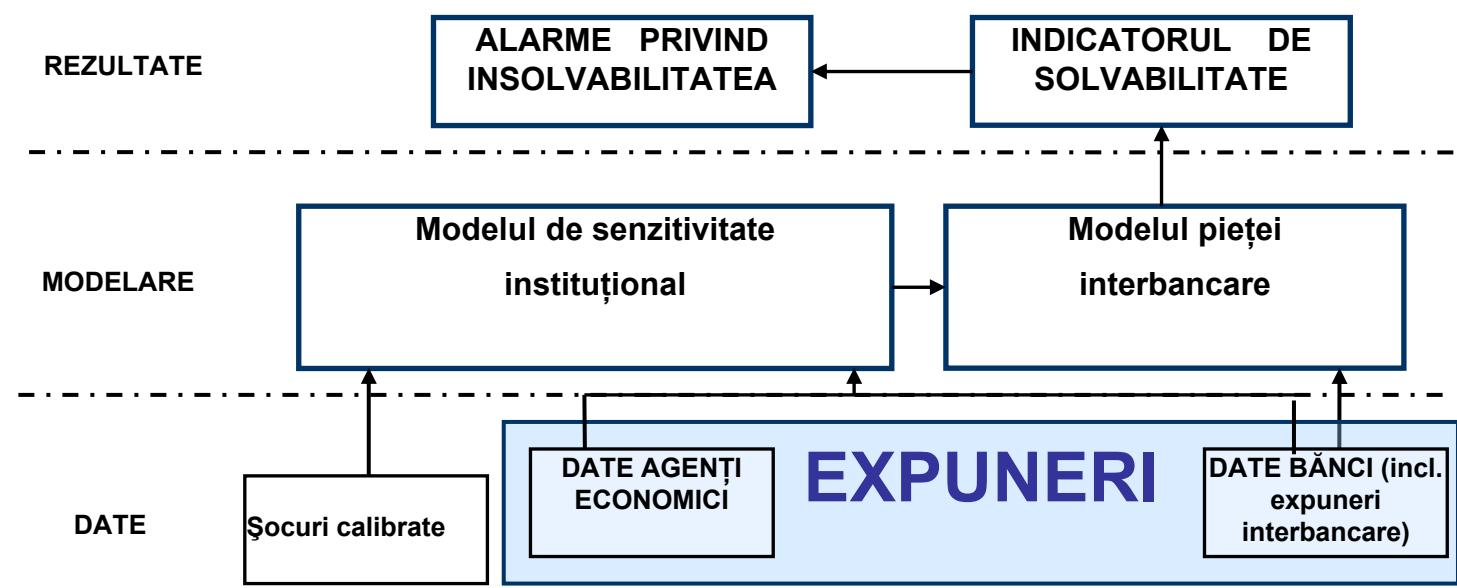 REZULTATE
ALARME PRIVIND
INSOLVABILITATEA
INDICATORUL DE
SOLVABILITATE
MODELARE
Modelul de senzitivitate
instituțional
Modelul pieței
interbancare
DATE
Şocuri calibrate
DATE AGENȚI
ECONOMICI
EXPUNERI
DATE BĂNCI (incl.
expuneri
interbancare)